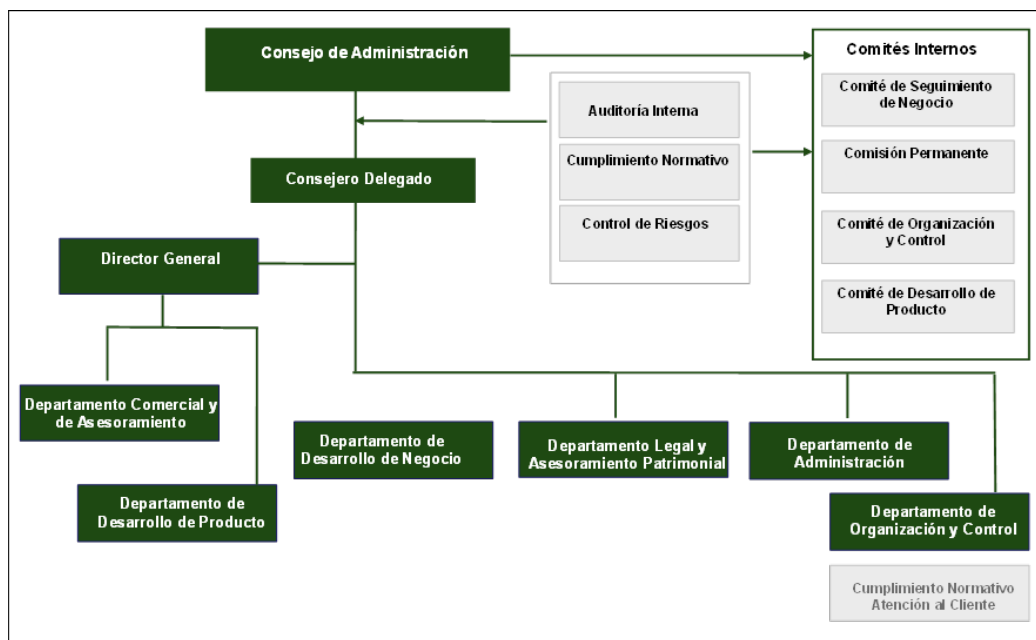 Consejo de Administración
Comités Internos
Comité de Seguimiento
de Negocio
Auditoría Interna
Cumplimiento Normativo
Comisión Permanente
Consejero Delegado
Control de Riesgos
Comité de Organización
y Control
Director General
Comité de Desarrollo de
Producto
Departamento Comercial y
de Asesoramiento
Departamento de
Desarrollo de Negocio
Departamento Legal y
Asesoramiento Patrimonial
Departamento de
Administración
Departamento de
Desarrollo de Producto
Departamento de
Organización y Control
Cumplimiento Normativo
Atención al Cliente